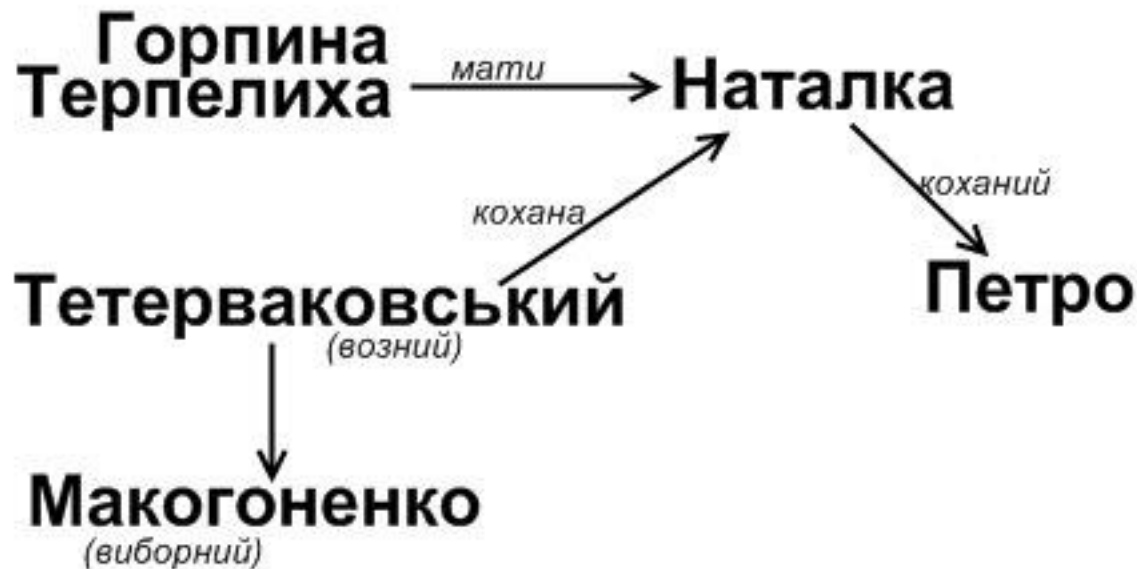 Горпина
Терпелиха
мати
Наталка
кохана
коханий
Тетерваковський
(возний)
Петро
Макогоненко
(виборний)